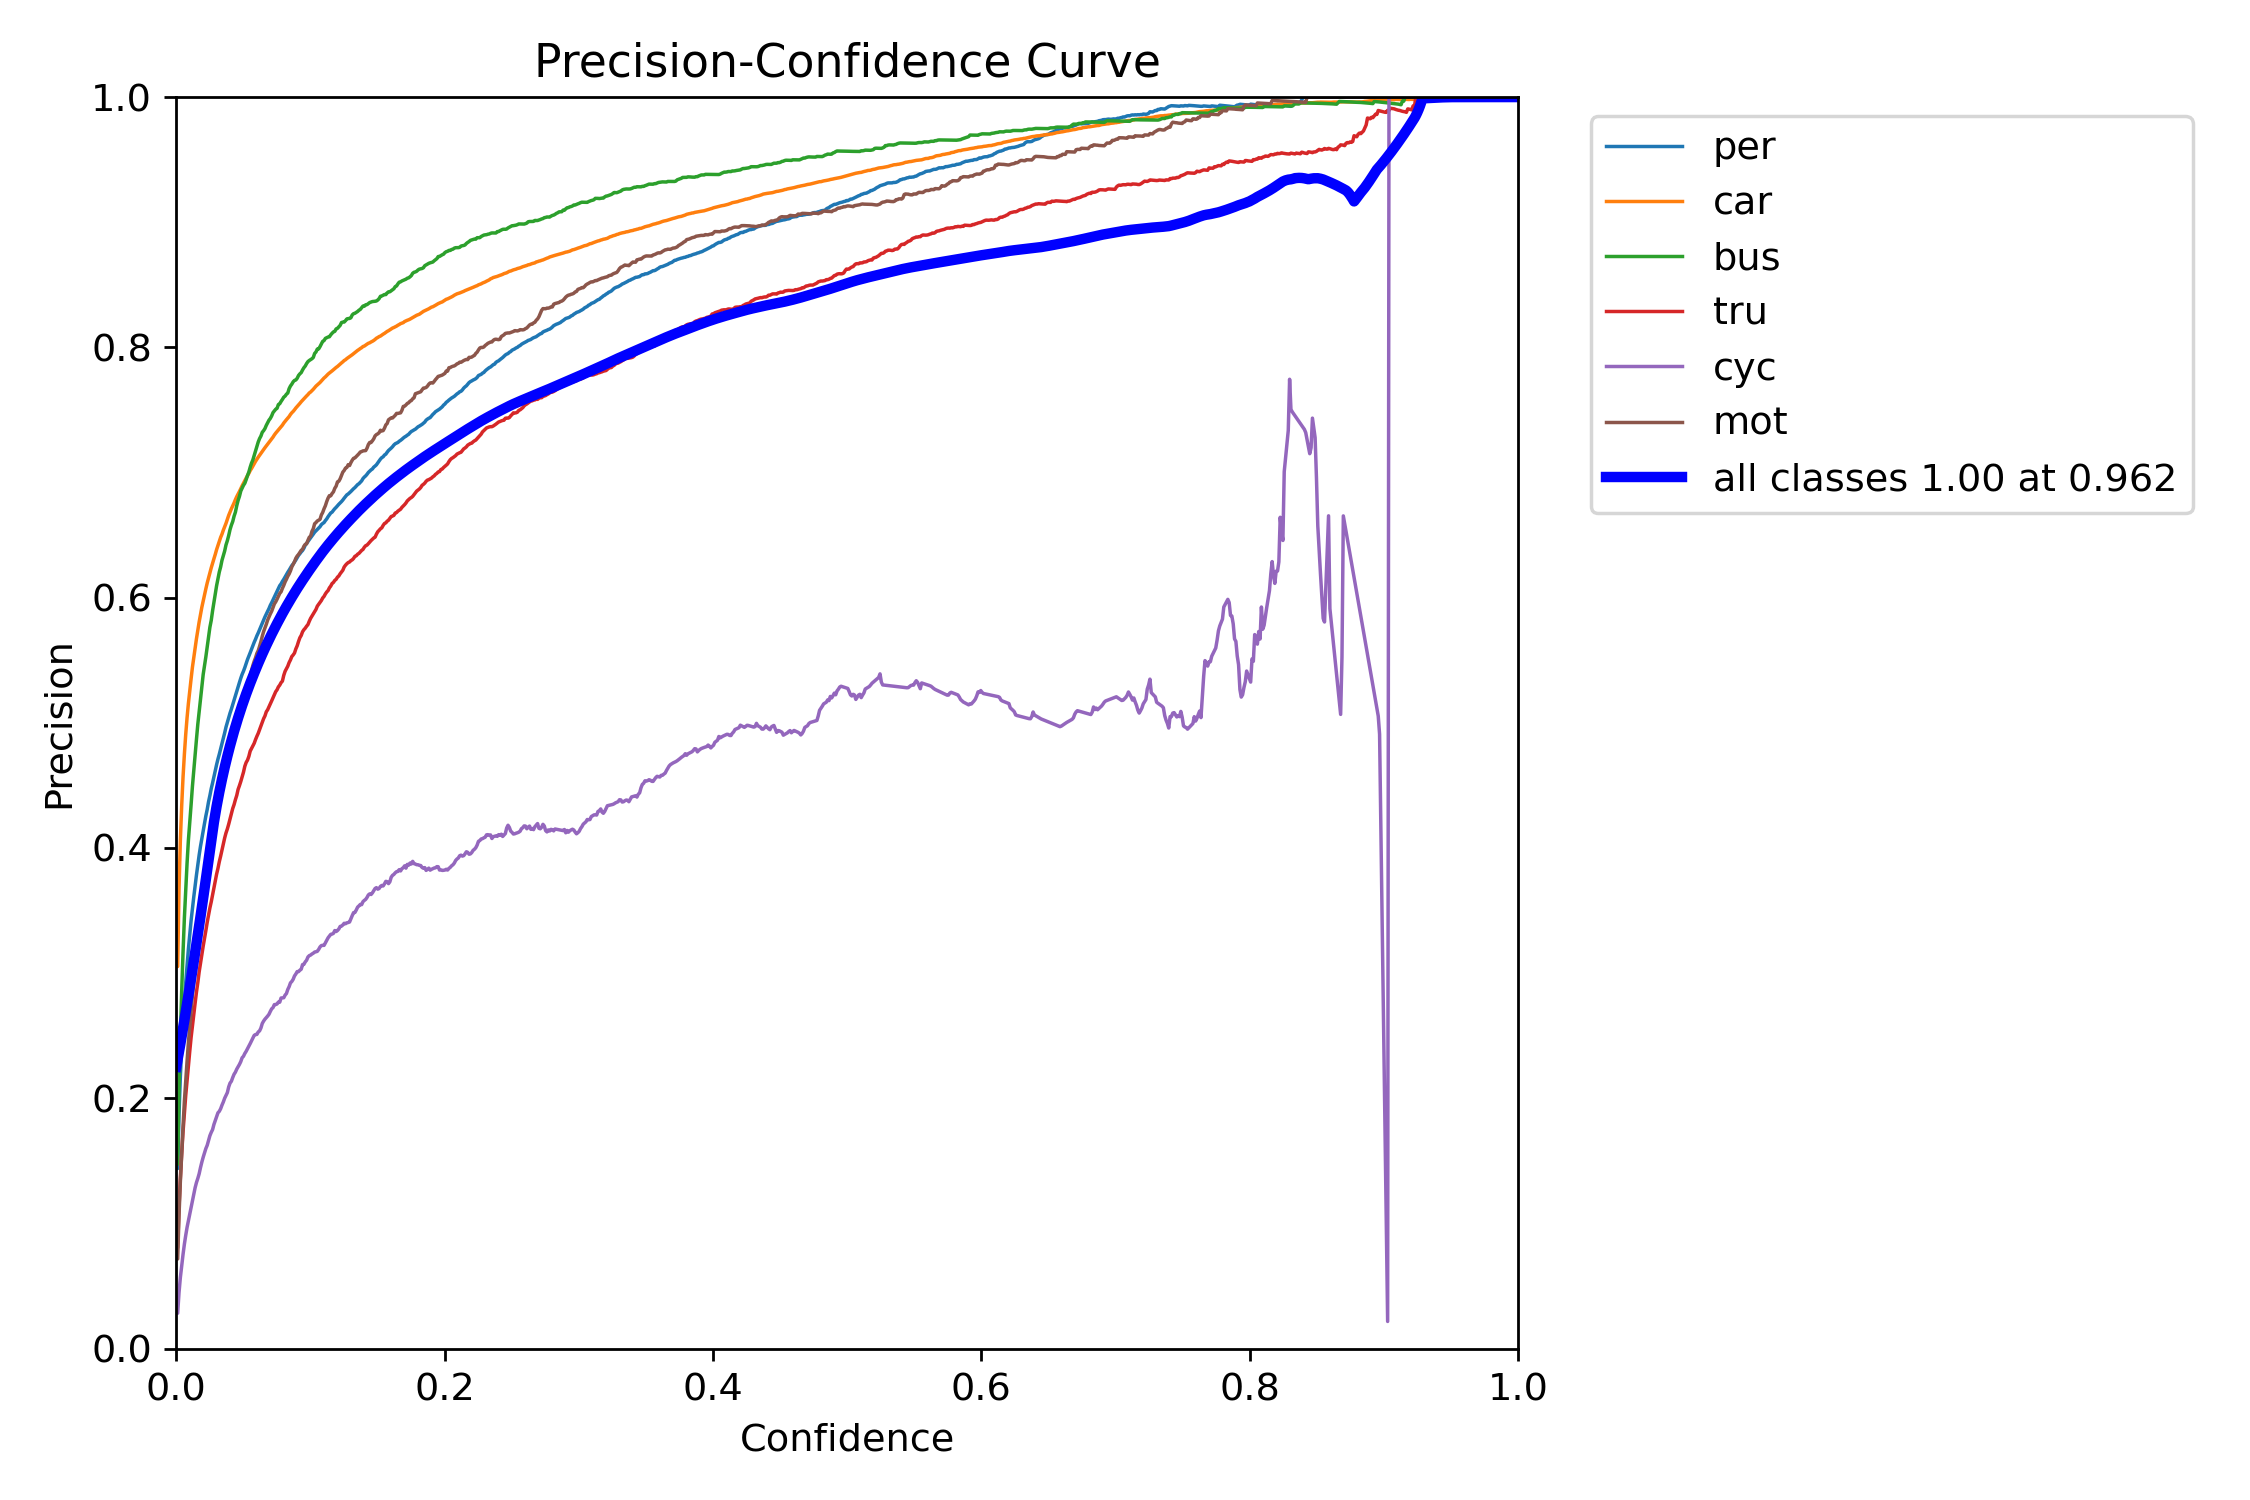 Precision-Confidence Curve
1.0
0.8
0.6
0.4
0.2
0.0
Precision
0.0 0.2 0.4 0.6 0.8 1.0
Confidence
per
car
bus
tru
cyc
mot
all classes 1.00 at 0.962